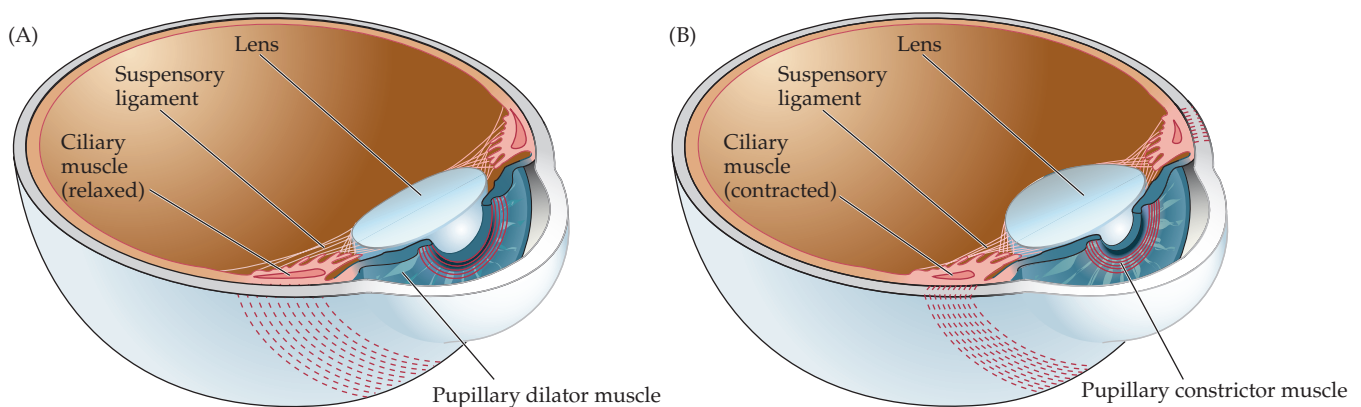 (A)
Lens
Suspensory
ligament
Ciliary
muscle
(relaxed)
Pupillary dilator muscle
(B)
Lens
Suspensory
ligament
Ciliary
muscle
(contracted)
Pupillary constrictor muscle